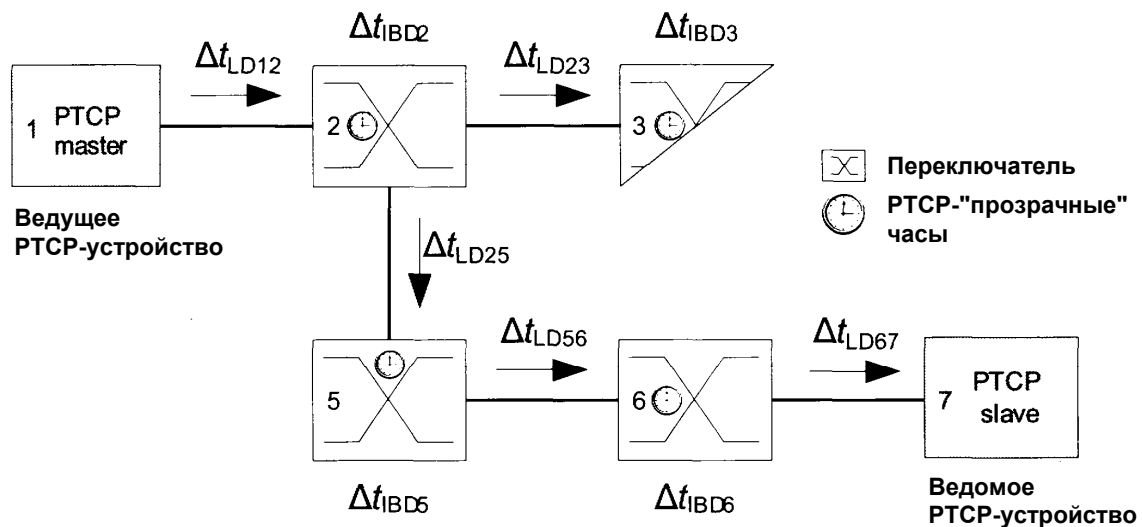 ΔtIBD2
ΔtIBD3
ΔtLD12
ΔtLD23
1 PTCP
master
2
3
Переключатель
PTCP-"прозрачные"
часы
Ведущее
PTCP-устройство
ΔtLD25
ΔtLD56
ΔtLD67
5
6
7 PTCP
slave
ΔtIBD5
ΔtIBD6
Ведомое
PTCP-устройство